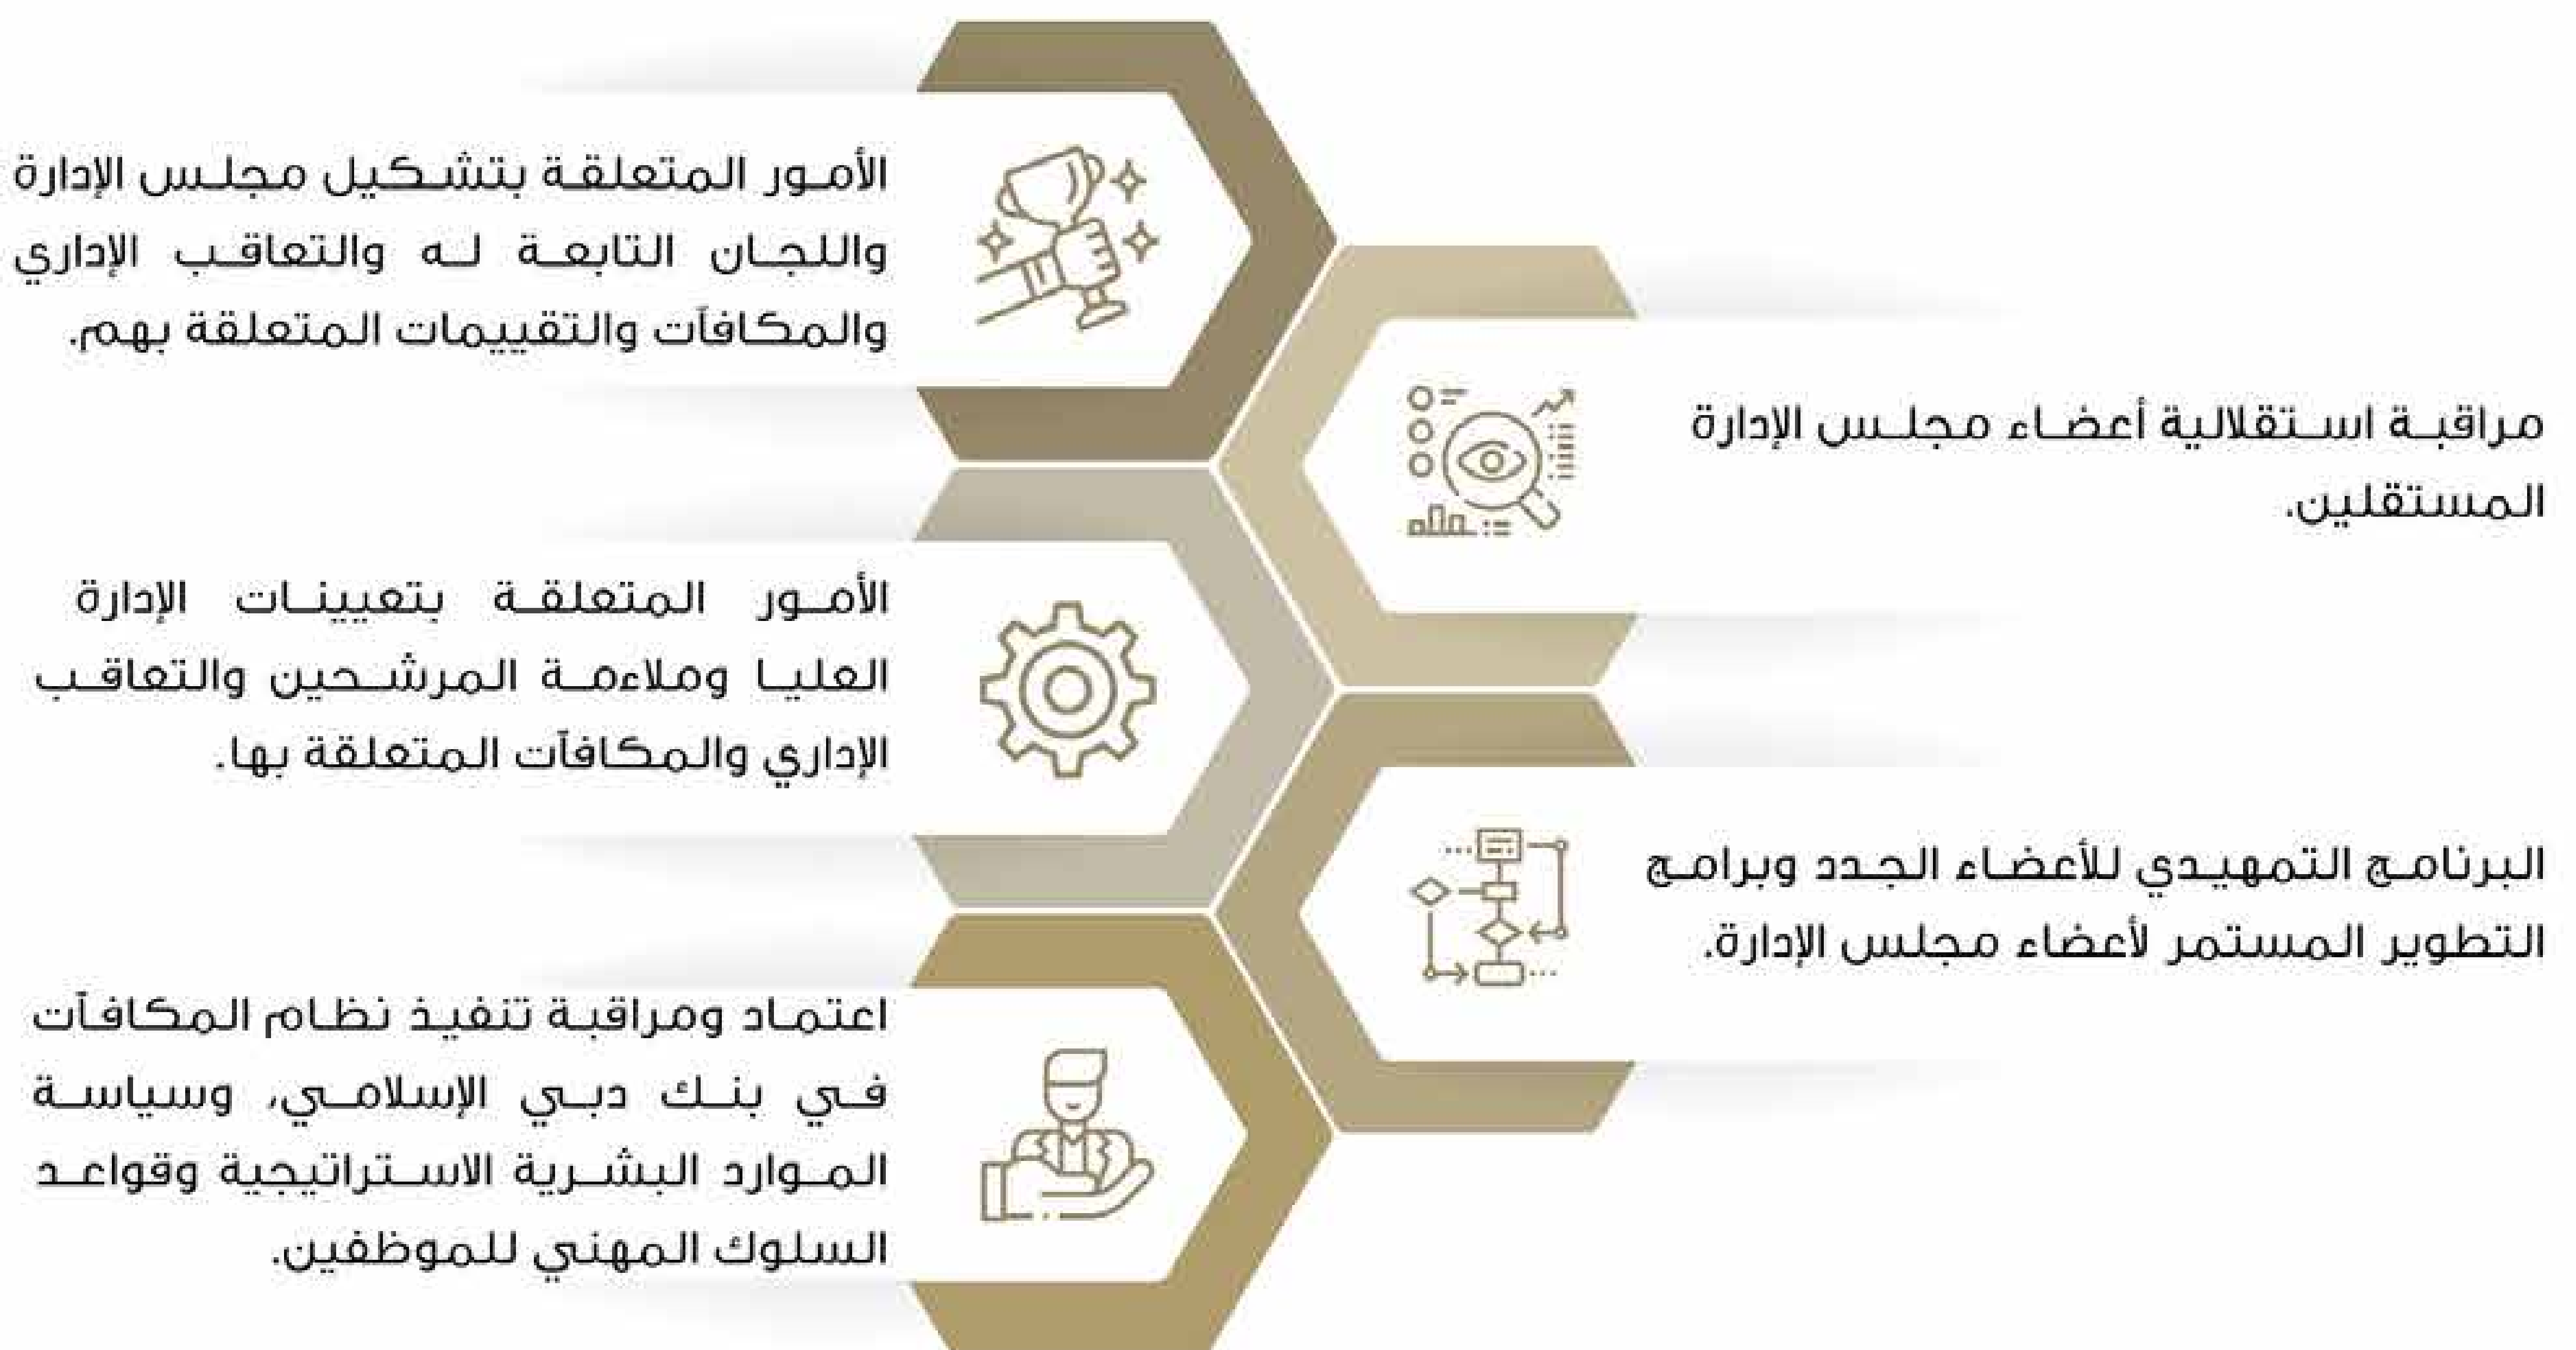 الأمور المتعلقة بتشكيل مجلس الإدارة
واللجان التابعة له والتعاقب الإداري
والمكافآت والتقييمات المتعلقة بهم.
مراقبة استقلالية أعضاء مجلس الإدارة
المستقلين.
الأمور المتعلقة بتعيينات الإدارة
العليا وملاءمة المرشحين والتعاقب
الإداري والمكافآت المتعلقة بها.
البرنامج التمهيدي للأعضاء الجدد وبرامج
التطوير المستمر لأعضاء مجلس الإدارة.
اعتماد ومراقبة تنفيذ نظام المكافآت
في بنك دبي الإسلامي، وسياسة
الموارد البشرية الاستراتيجية وقواعد
السلوك المهني للموظفين.